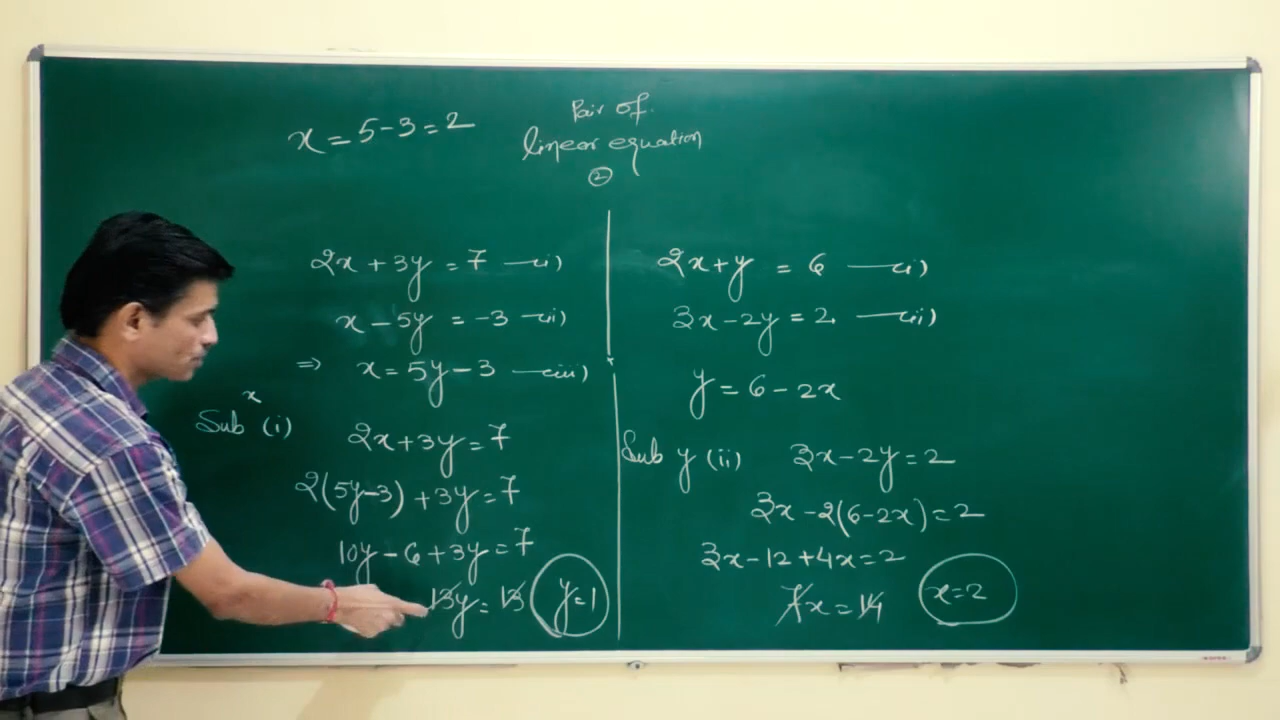 x = 5 - 3 = 2
Pair of
linear equation
②
2x + 3y = 7 —(i)
x - 5y = -3 —(ii)
⇒ x = 5y - 3 —(iii)
Sub x (i)
2x + 3y = 7
2(5y-3) + 3y = 7
10y - 6 + 3y = 7
13y = 13 y = 1
2x + y = 6 —(i)
3x - 2y = 2 —(ii)
y = 6 - 2x
Sub y (ii) 3x - 2y = 2
3x - 2(6-2x) = 2
3x - 12 + 4x = 2
7x = 14 x = 2